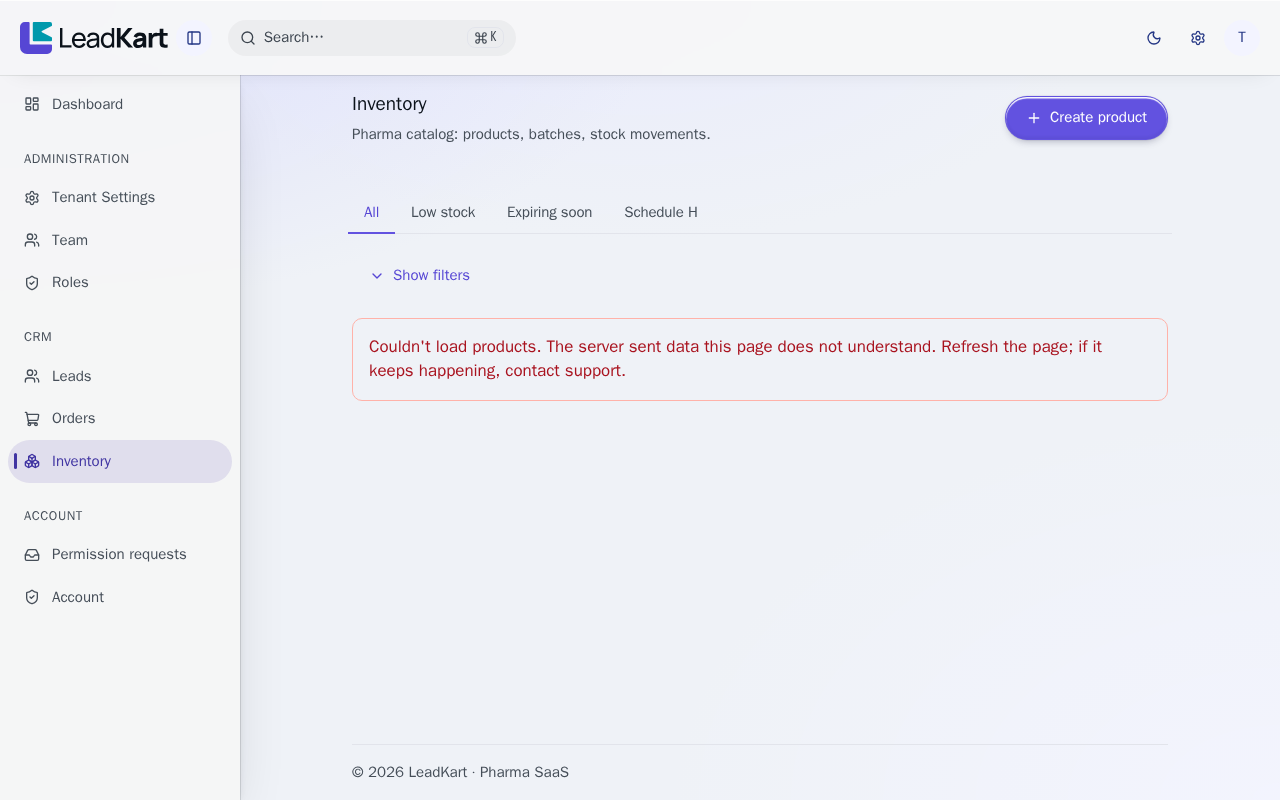 LeadKart
Search…
⌘K
T
Dashboard
ADMINISTRATION
Tenant Settings
Team
Roles
CRM
Leads
Orders
Inventory
ACCOUNT
Permission requests
Account
Inventory
Pharma catalog: products, batches, stock movements.
Create product
All
Low stock
Expiring soon
Schedule H
Show filters
Couldn't load products. The server sent data this page does not understand. Refresh the page; if it
keeps happening, contact support.
© 2026 LeadKart · Pharma SaaS